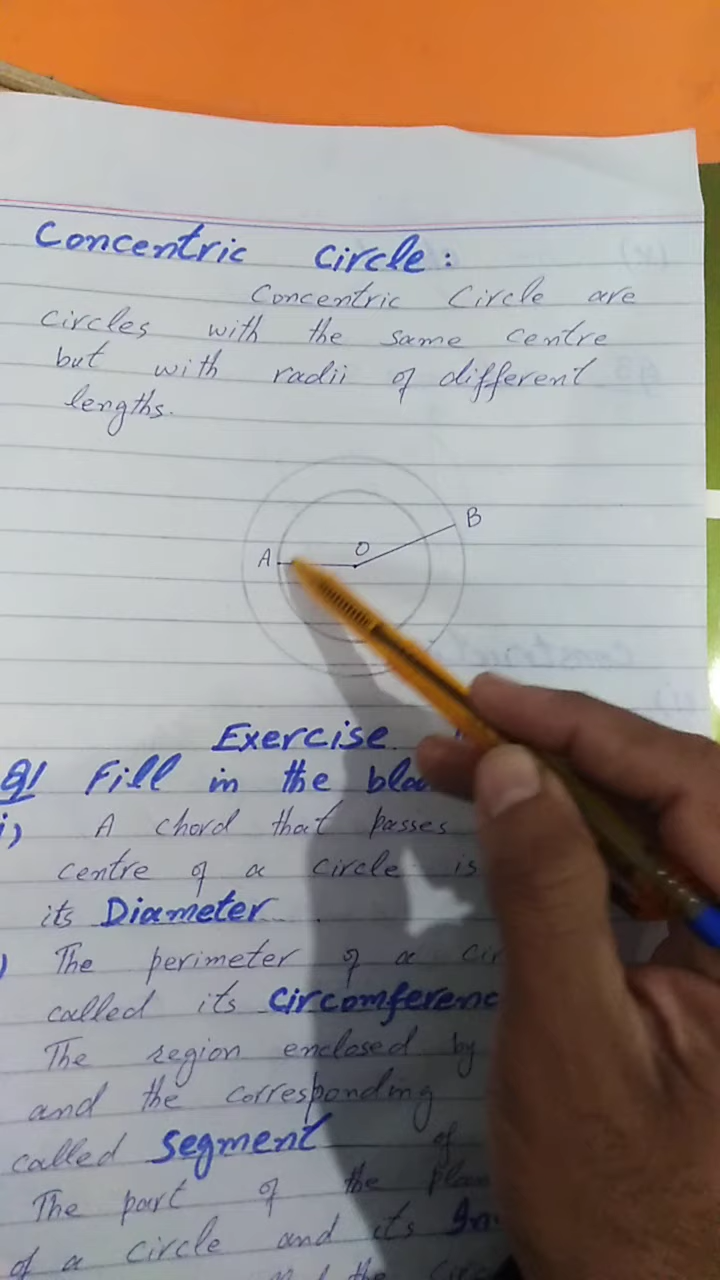 Concentric Circle:
Concentric Circle are
circles with the same centre
but with radii of different
lengths.
A O B
Exercise
Q1 Fill in the
i) A chord that passes
centre of a circle is
its Diameter.
) The perimeter of a
called its Circomferenc
The region enclosed by
and the corresponding
called Segment of
The part of the
of a circle and its